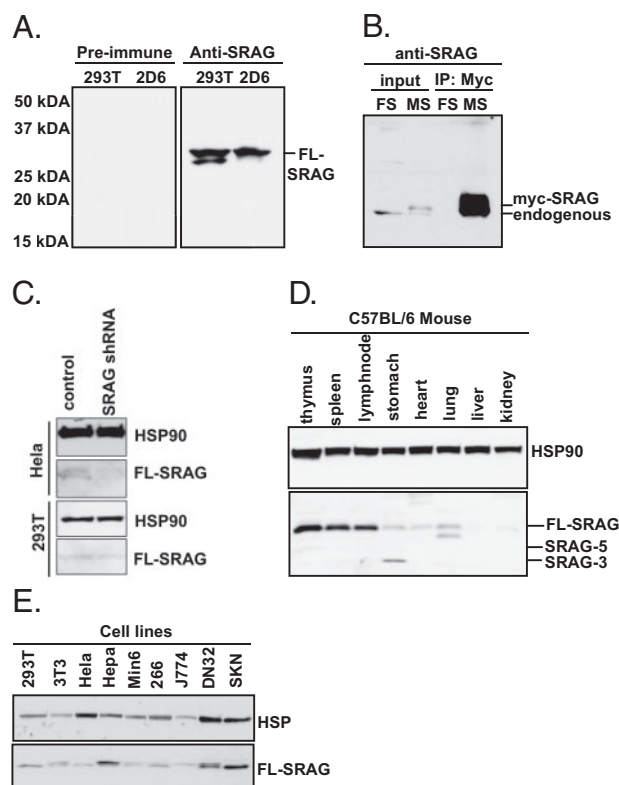 A.
Pre-immune Anti-SRAG
293T 2D6 293T 2D6
50 kDA
37 kDA
25 kDA
20 kDA
15 kDA
FL-
SRAG
B.
anti-SRAG
input IP: Myc
FS MS FS MS
myc-SRAG
endogenous
C.
control
SRAG shRNA
Hela
HSP90
FL-SRAG
293T
HSP90
FL-SRAG
D.
C57BL/6 Mouse
thymus
spleen
lymphnode
stomach
heart
lung
liver
kidney
HSP90
FL-SRAG
SRAG-5
SRAG-3
E.
Cell lines
293T
3T3
Hela
Hepa
Min6
266
J774
DN32
SKN
HSP
FL-SRAG